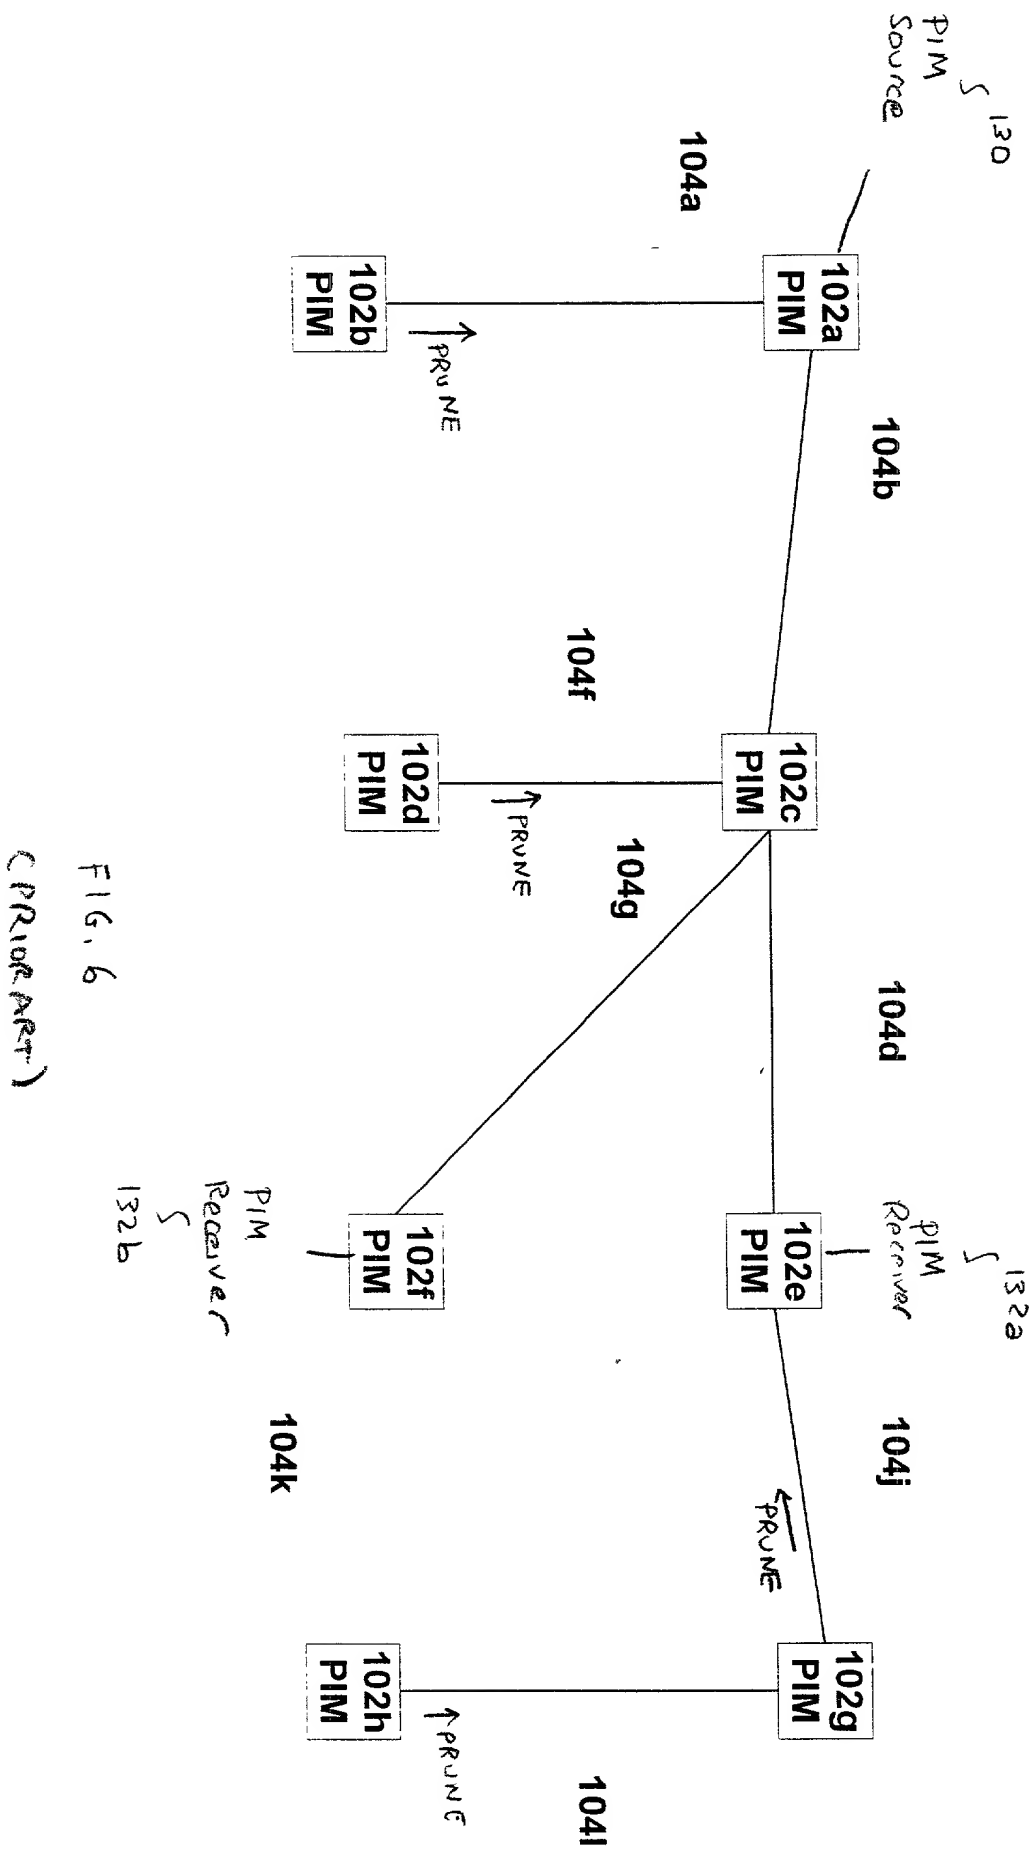 130
PIM
Source
104a
102a
PIM
104b
102b
PIM
PRUNE
104f
102c
PIM
102d
PIM
PRUNE
104g
104d
132a
PIM
Receiver
102e
PIM
102f
PIM
PIM
Receiver
132b
104j
PRUNE
104k
102g
PIM
102h
PIM
PRUNE
104l
FIG. 6
(PRIOR ART)